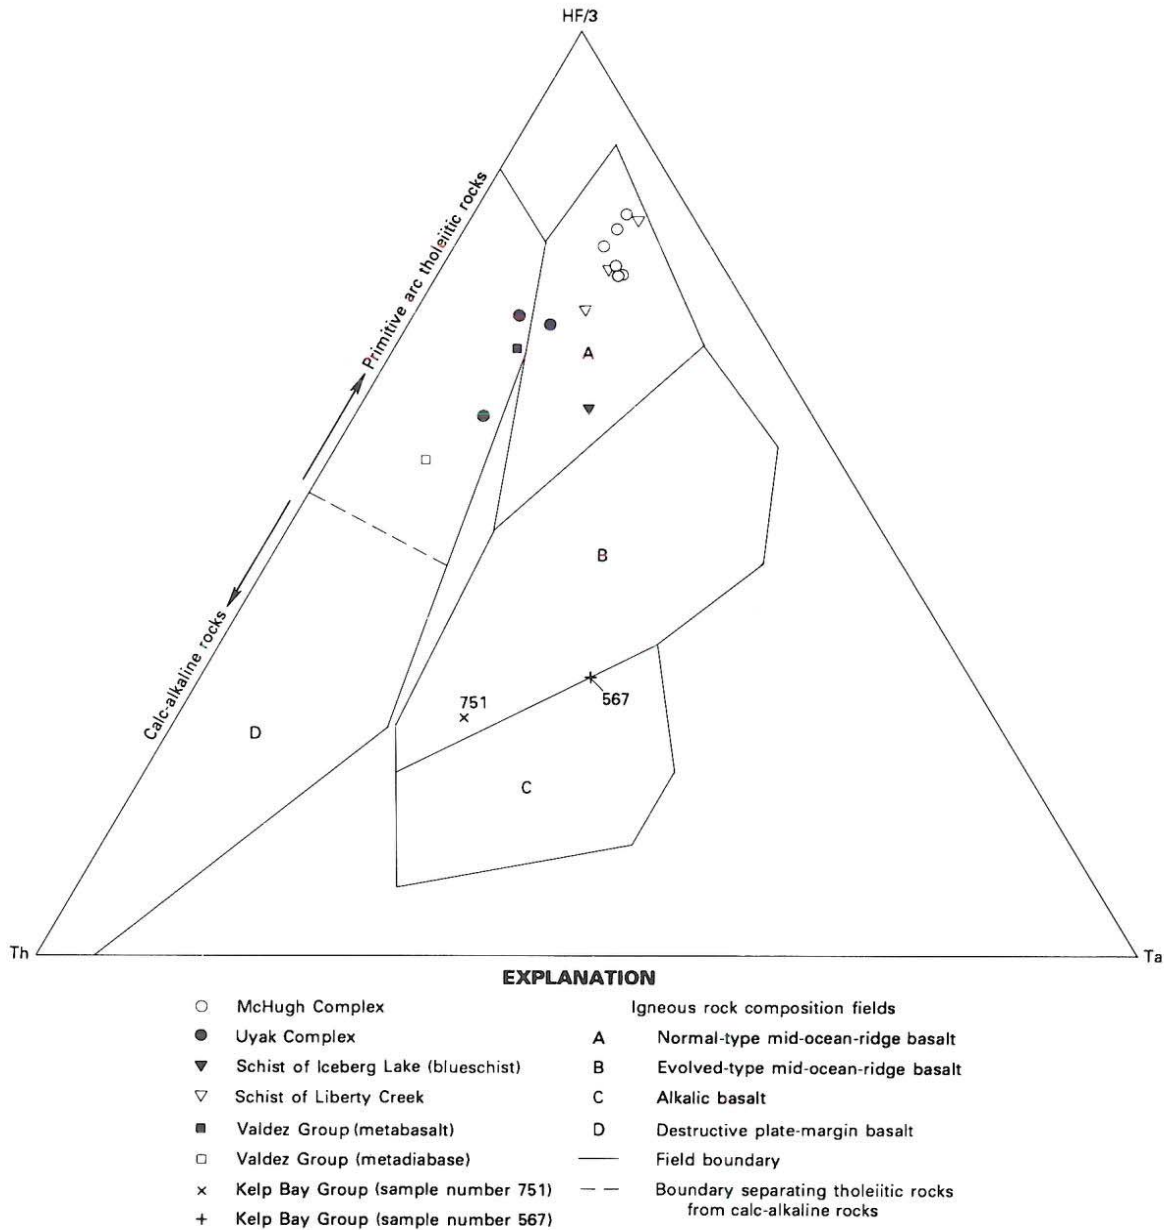 HF/3
Primitive arc tholeiitic rocks
Calc-alkaline rocks
A
B
751
567
D
C
Th
Ta
EXPLANATION
McHugh Complex
Uyak Complex
Schist of Iceberg Lake (blueschist)
Schist of Liberty Creek
Valdez Group (metabasalt)
Valdez Group (metadiabase)
Kelp Bay Group (sample number 751)
Kelp Bay Group (sample number 567)
Igneous rock composition fields
A Normal-type mid-ocean-ridge basalt
B Evolved-type mid-ocean-ridge basalt
C Alkalic basalt
D Destructive plate-margin basalt
Field boundary
Boundary separating tholeiitic rocks
from calc-alkaline rocks